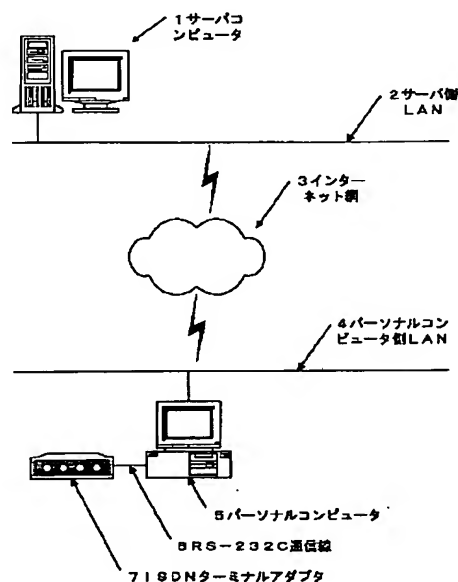 1サーバコ
ンピュータ
2サーバ側
LAN
3インター
ネット網
4パーソナルコン
ピュータ側LAN
5パーソナルコンピュータ
6RS-232C通信線
7ISDNターミナルアダプタ